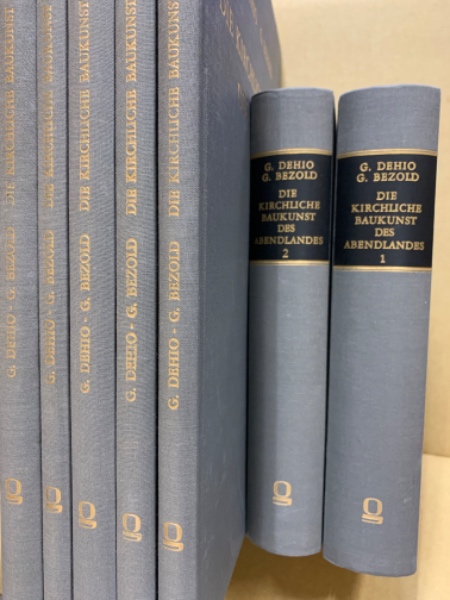 G. DEHIO - G. BEZOLD DIE KIRCHLICHE BAUKUNST
G. DEHIO - G. BEZOLD DIE KIRCHLICHE BAUKUNST
G. DEHIO - G. BEZOLD DIE KIRCHLICHE BAUKUNST
G. DEHIO - G. BEZOLD DIE KIRCHLICHE BAUKUNST
G. DEHIO - G. BEZOLD DIE KIRCHLICHE BAUKUNST
G. DEHIO
G. BEZOLD
DIE
KIRCHLICHE
BAUKUNST
DES
ABENDLANDES
2
G. DEHIO
G. BEZOLD
DIE
KIRCHLICHE
BAUKUNST
DES
ABENDLANDES
1